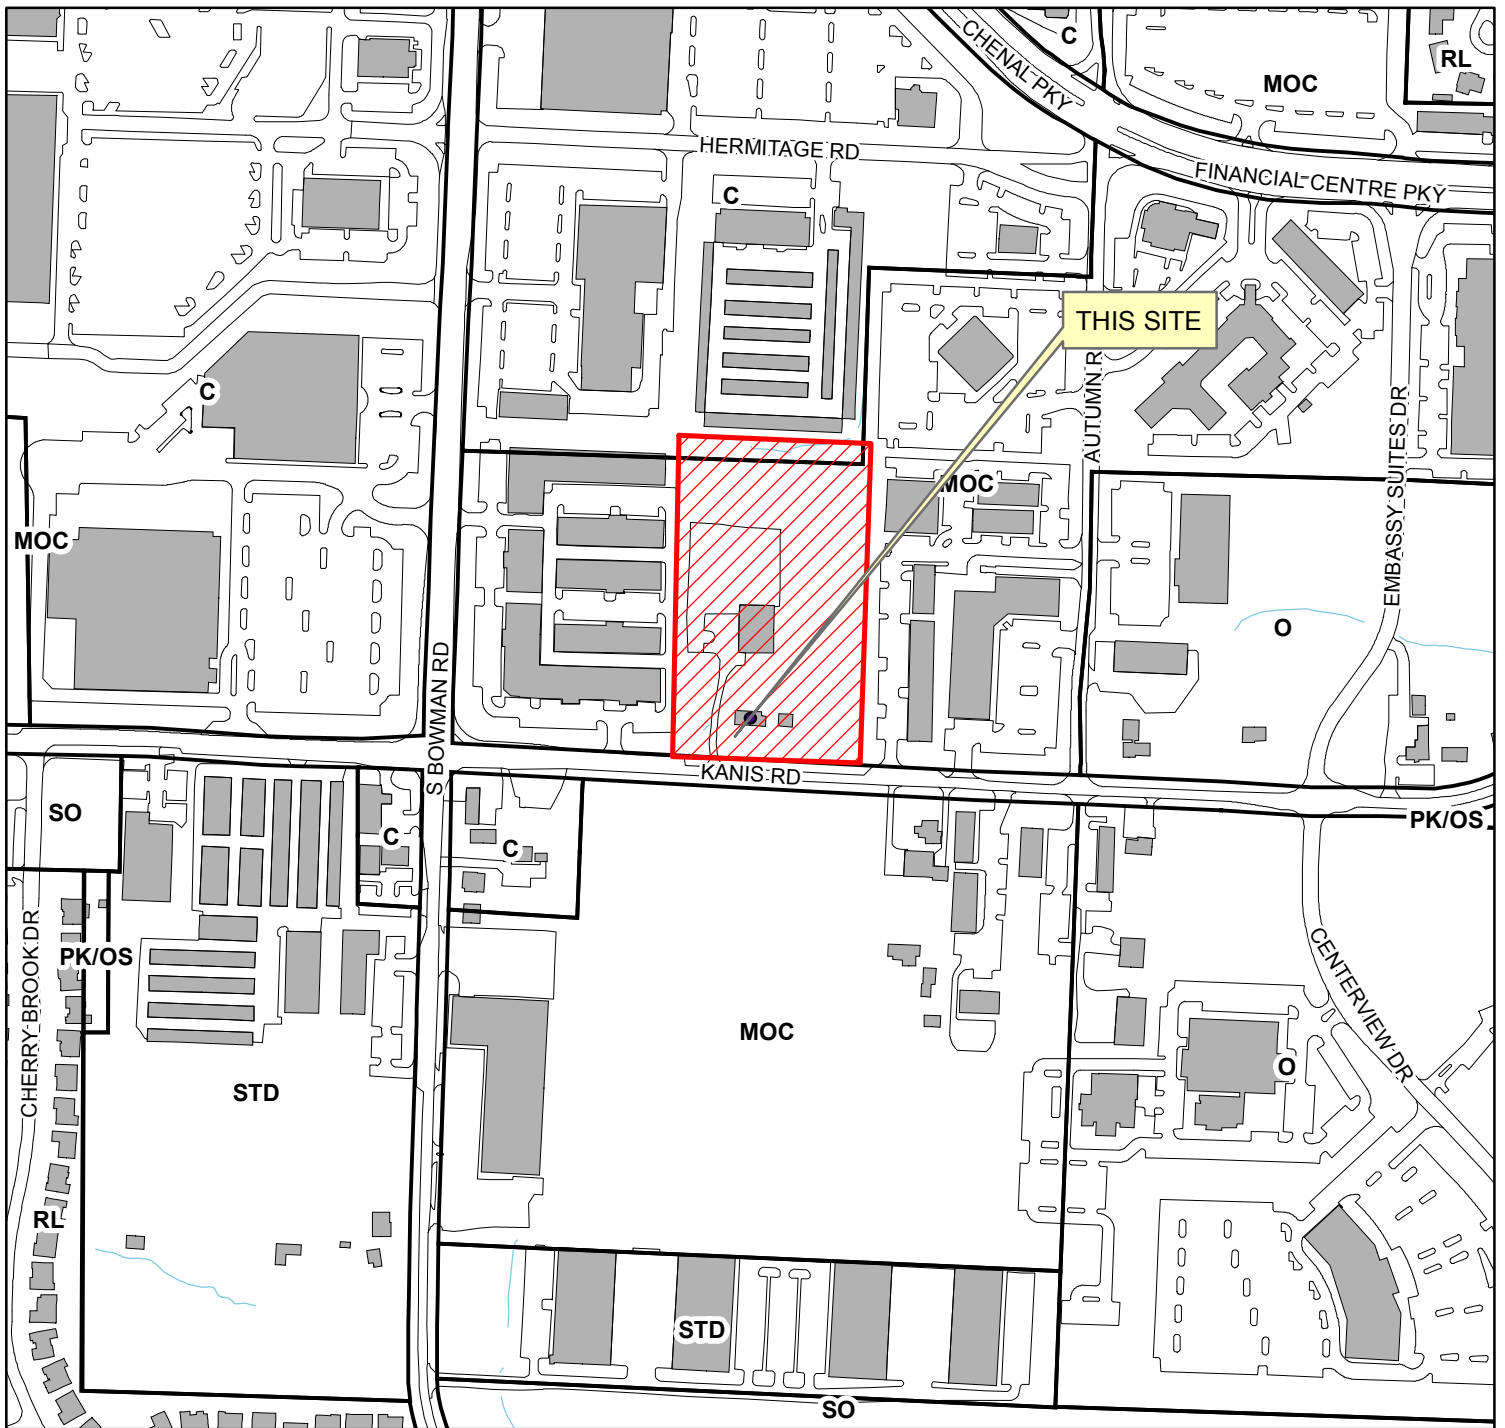 C
CHENAL PKY
RL
MOC
HERMITAGE RD
FINANCIAL CENTRE PKY
C
THIS SITE
AUTUMN R
C
EMBASSY SUITES DR
MOC
MOC
O
S BOWMAN RD
KANIS RD
SO
C
C
PK/OS
CHERRY BROOK DR
PK/OS
CENTERVIEW DR
MOC
O
STD
RL
STD
SO